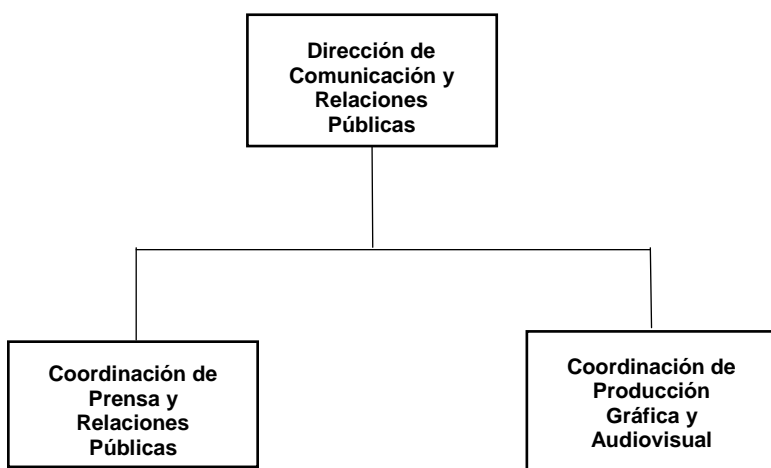 Dirección de
Comunicación y
Relaciones
Públicas
Coordinación de
Prensa y
Relaciones
Públicas
Coordinación de
Producción
Gráfica y
Audiovisual